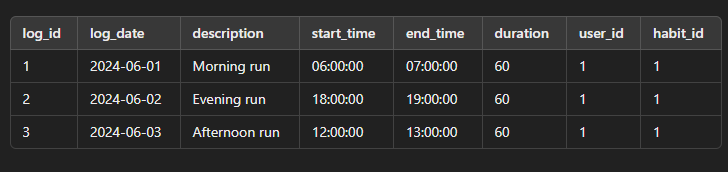 log_id log_date description start_time end_time duration user_id habit_id
1 2024-06-01 Morning run 06:00:00 07:00:00 60 1 1
2 2024-06-02 Evening run 18:00:00 19:00:00 60 1 1
3 2024-06-03 Afternoon run 12:00:00 13:00:00 60 1 1